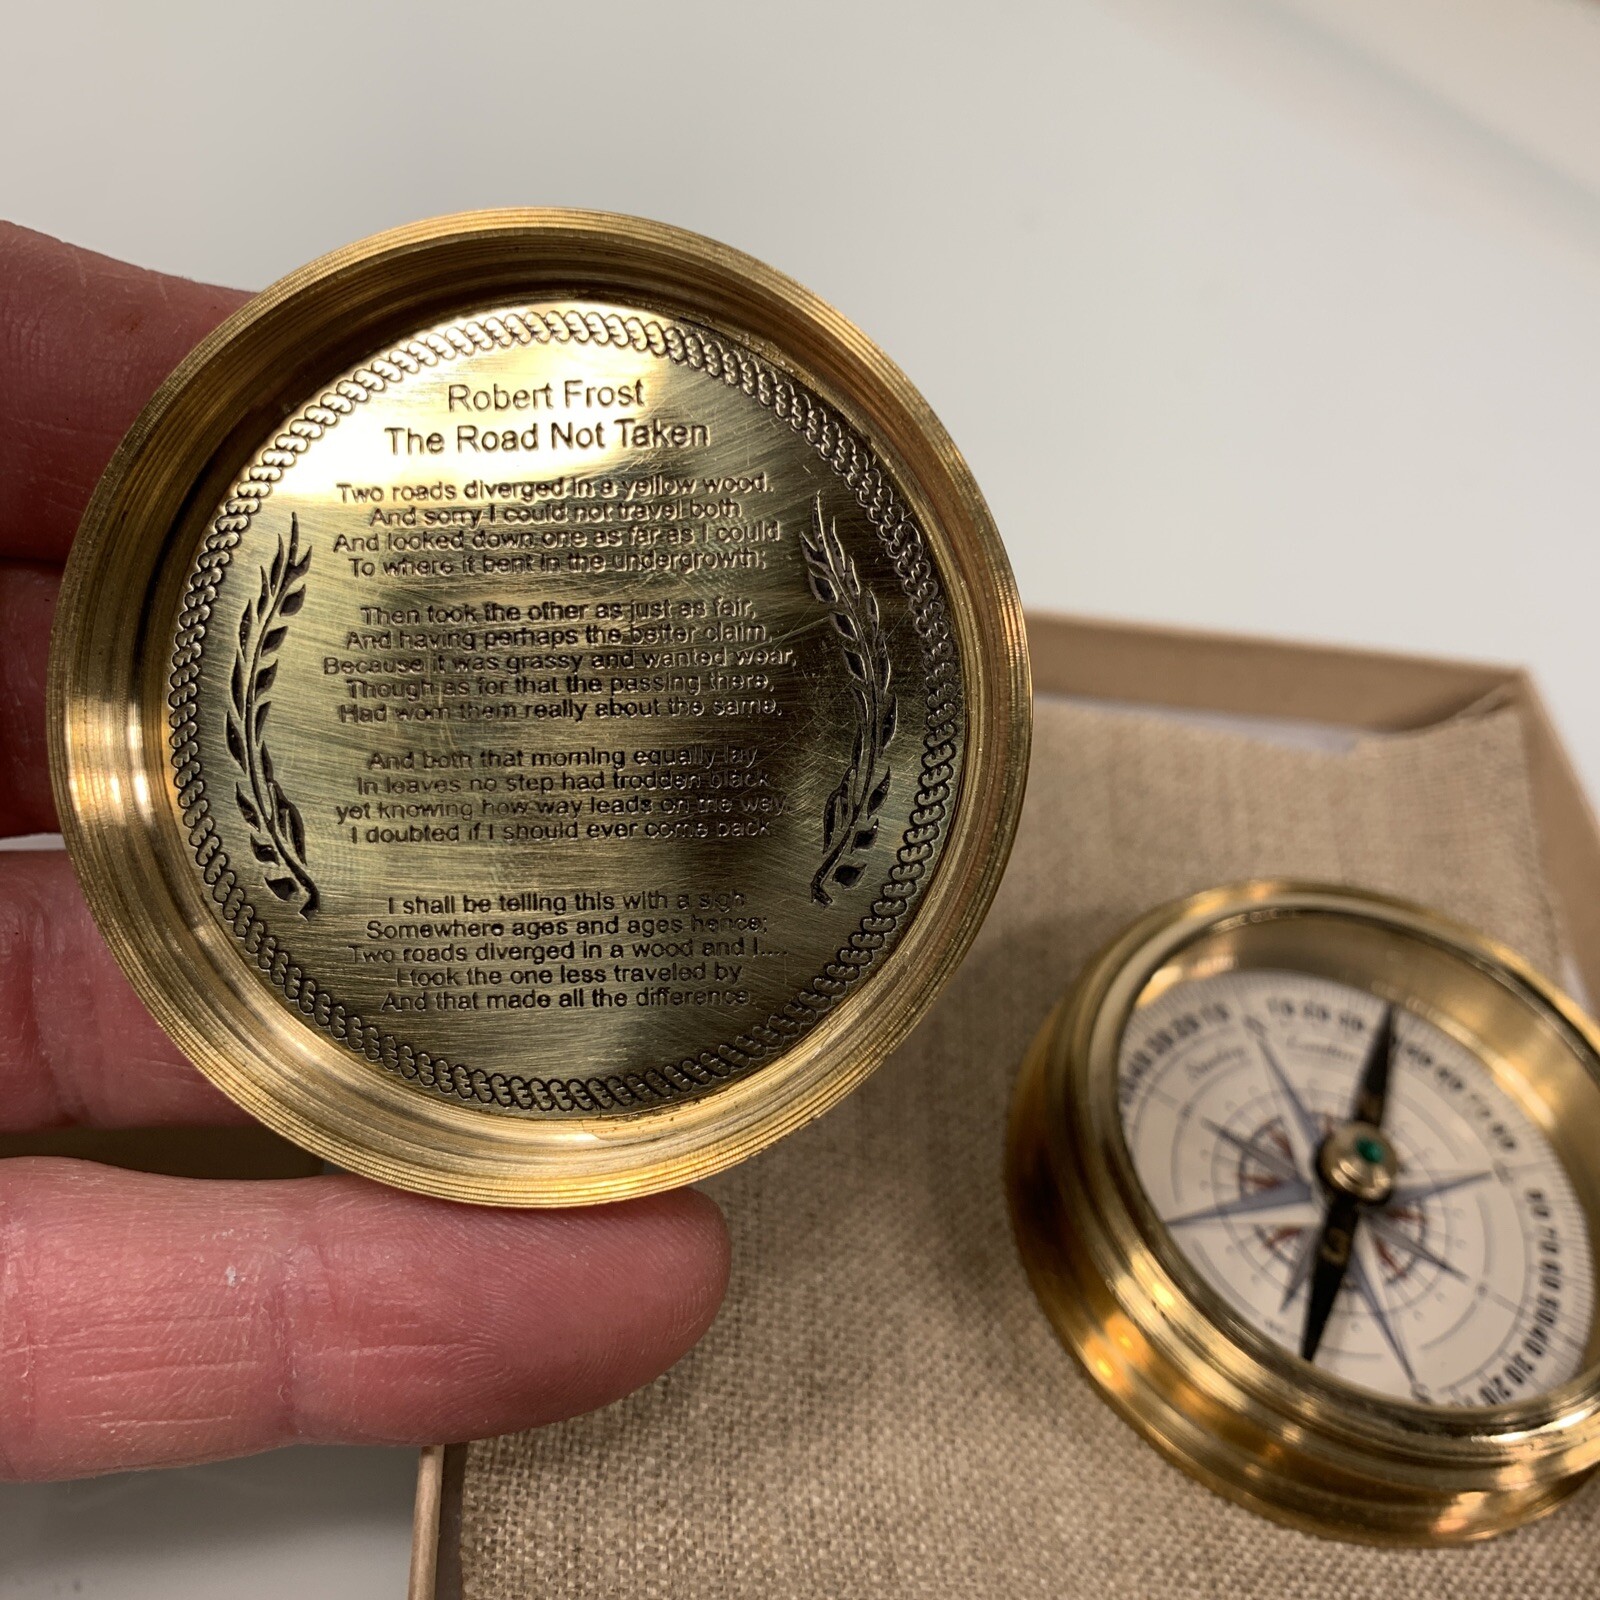 Robert Frost
The Road Not Taken
Two roads diverged in a yellow wood,
And sorry I could not travel both
And looked down one as far as I could
To where it bent in the undergrowth;
Then took the other as just as fair,
And having perhaps the better claim,
Because it was grassy and wanted wear,
Though as for that the passing there,
Had worn them really about the same,
And both that morning equally lay
In leaves no step had trodden black
yet knowing how way leads on me way,
I doubted if I should ever come back
I shall be telling this with a sigh
Somewhere ages and ages hence;
Two roads diverged in a wood and I....
I took the one less traveled by
And that made all the difference.